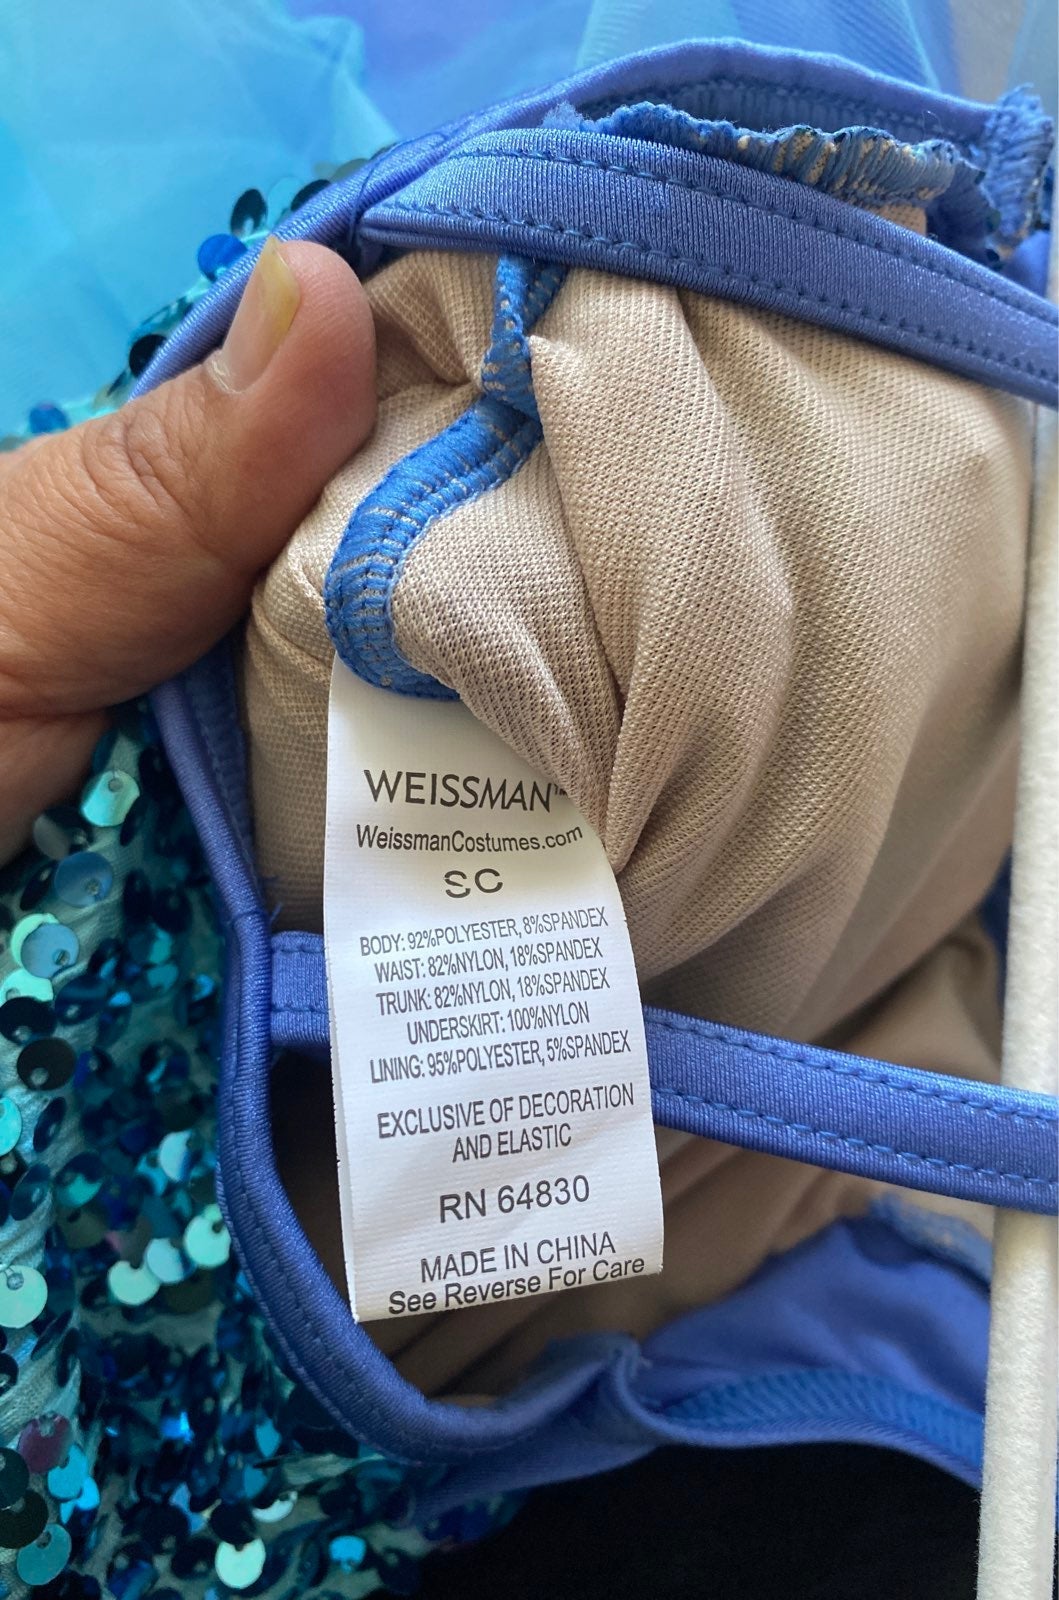 WEISSMAN™
WeissmanCostumes.com
SC
BODY: 92%POLYESTER, 8%SPANDEX
WAIST: 82%NYLON, 18%SPANDEX
TRUNK: 82%NYLON, 18%SPANDEX
UNDERSKIRT: 100%NYLON
LINING: 95%POLYESTER, 5%SPANDEX
EXCLUSIVE OF DECORATION
AND ELASTIC
RN 64830
MADE IN CHINA
See Reverse For Care